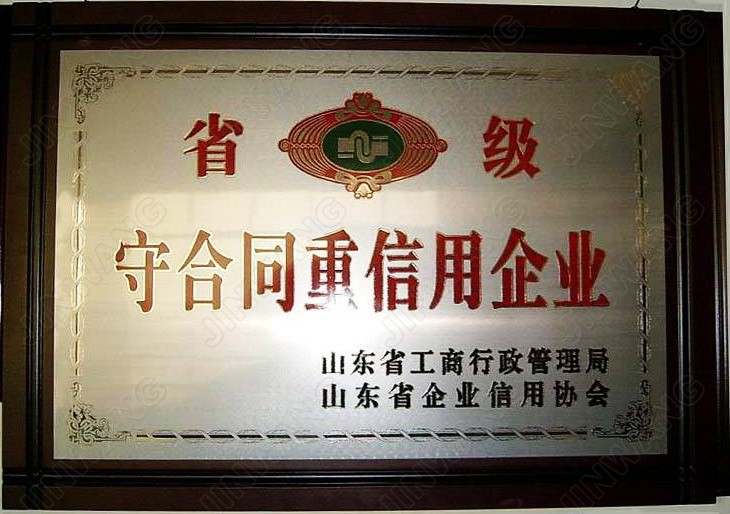 省 级
守合同重信用企业
山东省工商行政管理局
山东省企业信用协会
JINWANG